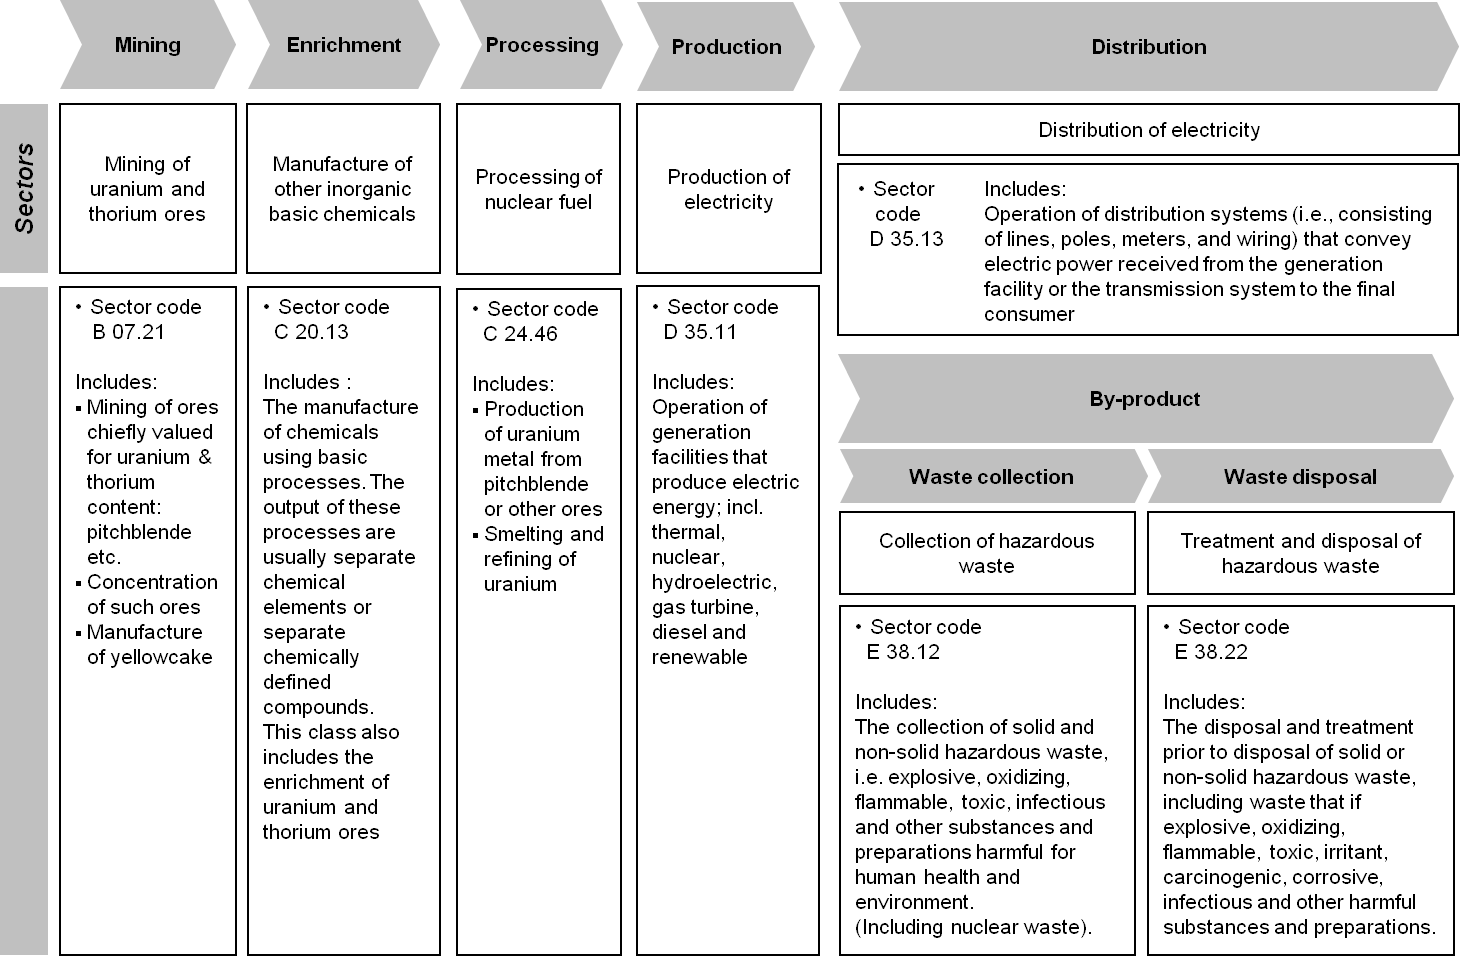 Mining
Enrichment
Processing
Production
Distribution
Sectors
Mining of
uranium and
thorium ores
Manufacture of
other inorganic
basic chemicals
Processing of
nuclear fuel
Production of
electricity
Distribution of electricity
• Sector
code
D 35.13
Includes:
Operation of distribution systems (i.e., consisting
of lines, poles, meters, and wiring) that convey
electric power received from the generation
facility or the transmission system to the final
consumer
• Sector code
B 07.21
Includes:
▪ Mining of ores
chiefly valued
for uranium &
thorium
content:
pitchblende
etc.
▪ Concentration
of such ores
▪ Manufacture
of yellowcake
• Sector code
C 20.13
Includes :
The manufacture
of chemicals
using basic
processes. The
output of these
processes are
usually separate
chemical
elements or
separate
chemically
defined
compounds.
This class also
includes the
enrichment of
uranium and
thorium ores
• Sector code
C 24.46
Includes:
▪ Production
of uranium
metal from
pitchblende
or other ores
▪ Smelting and
refining of
uranium
• Sector code
D 35.11
Includes:
Operation of
generation
facilities that
produce electric
energy; incl.
thermal,
nuclear,
hydroelectric,
gas turbine,
diesel and
renewable
By-product
Waste collection
Waste disposal
Collection of hazardous
waste
Treatment and disposal of
hazardous waste
• Sector code
E 38.12
Includes:
The collection of solid and
non-solid hazardous waste,
i.e. explosive, oxidizing,
flammable, toxic, infectious
and other substances and
preparations harmful for
human health and
environment.
(Including nuclear waste).
• Sector code
E 38.22
Includes:
The disposal and treatment
prior to disposal of solid or
non-solid hazardous waste,
including waste that if
explosive, oxidizing,
flammable, toxic, irritant,
carcinogenic, corrosive,
infectious and other harmful
substances and preparations.